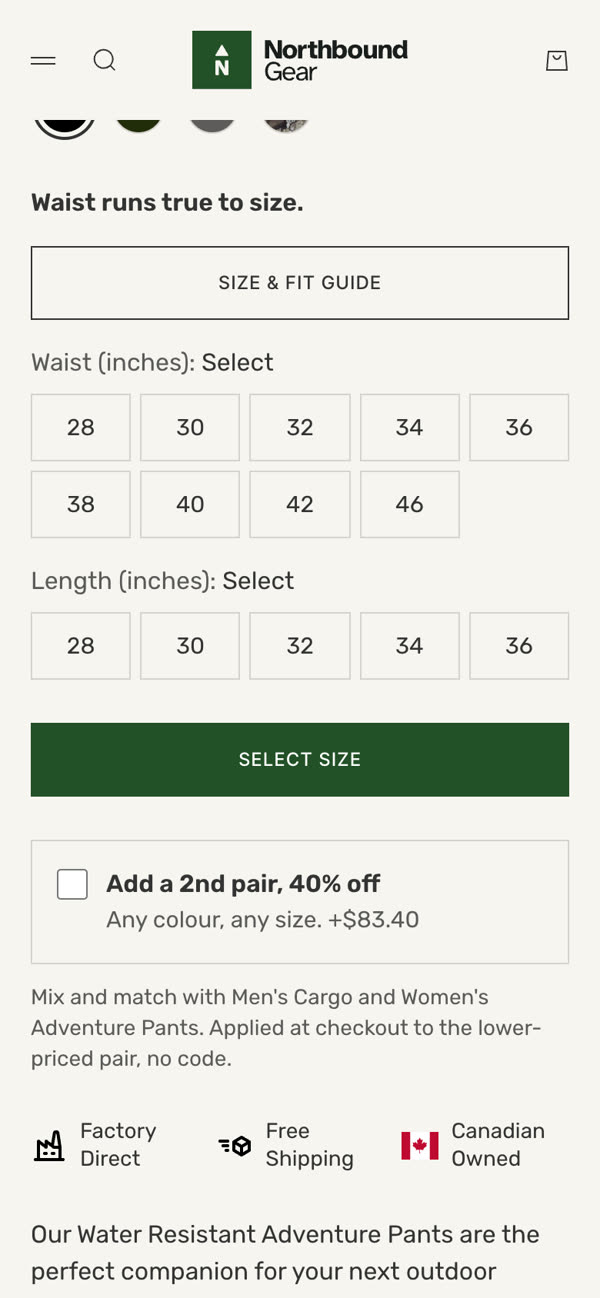 N
Northbound
Gear
Waist runs true to size.
SIZE & FIT GUIDE
Waist (inches): Select
28 30 32 34 36
38 40 42 46
Length (inches): Select
28 30 32 34 36
SELECT SIZE
Add a 2nd pair, 40% off
Any colour, any size. +$83.40
Mix and match with Men's Cargo and Women's
Adventure Pants. Applied at checkout to the lower-
priced pair, no code.
Factory
Direct
Free
Shipping
Canadian
Owned
Our Water Resistant Adventure Pants are the
perfect companion for your next outdoor